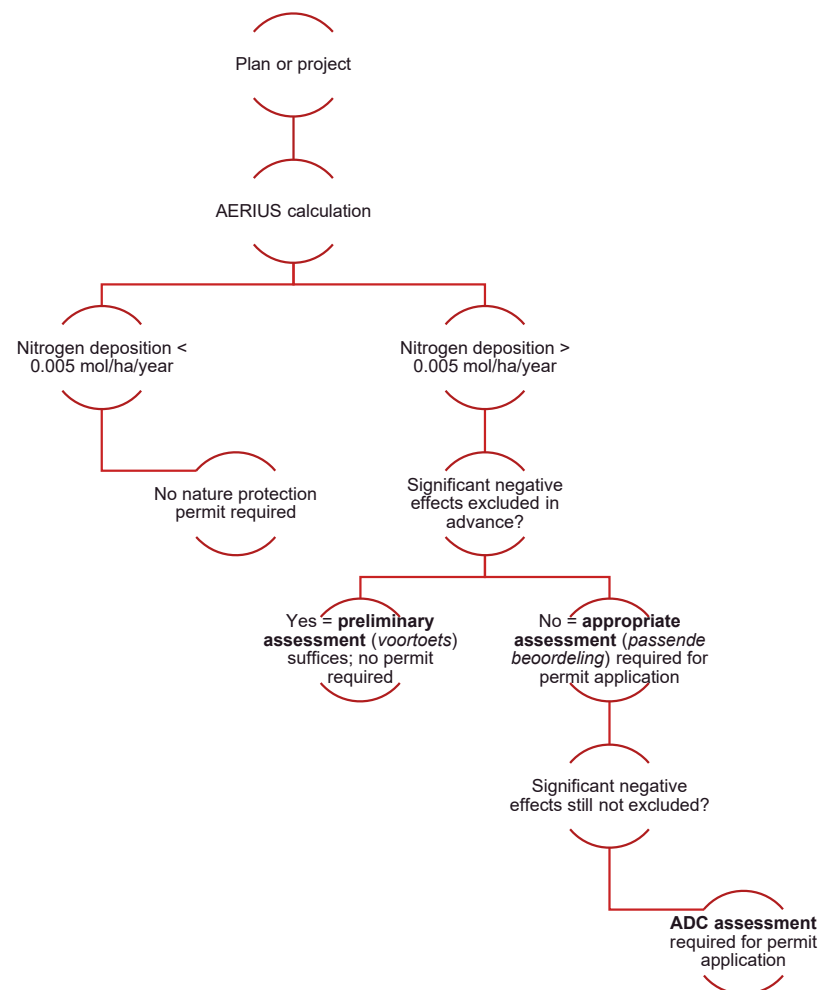 Plan or project
AERIUS calculation
Nitrogen deposition <
0.005 mol/ha/year
Nitrogen deposition >
0.005 mol/ha/year
No nature protection
permit required
Significant negative
effects excluded in
advance?
Yes = preliminary
assessment (voortoets)
suffices; no permit
required
No = appropriate
assessment (passende
beoordeling) required for
permit application
Significant negative
effects still not excluded?
ADC assessment
required for permit
application